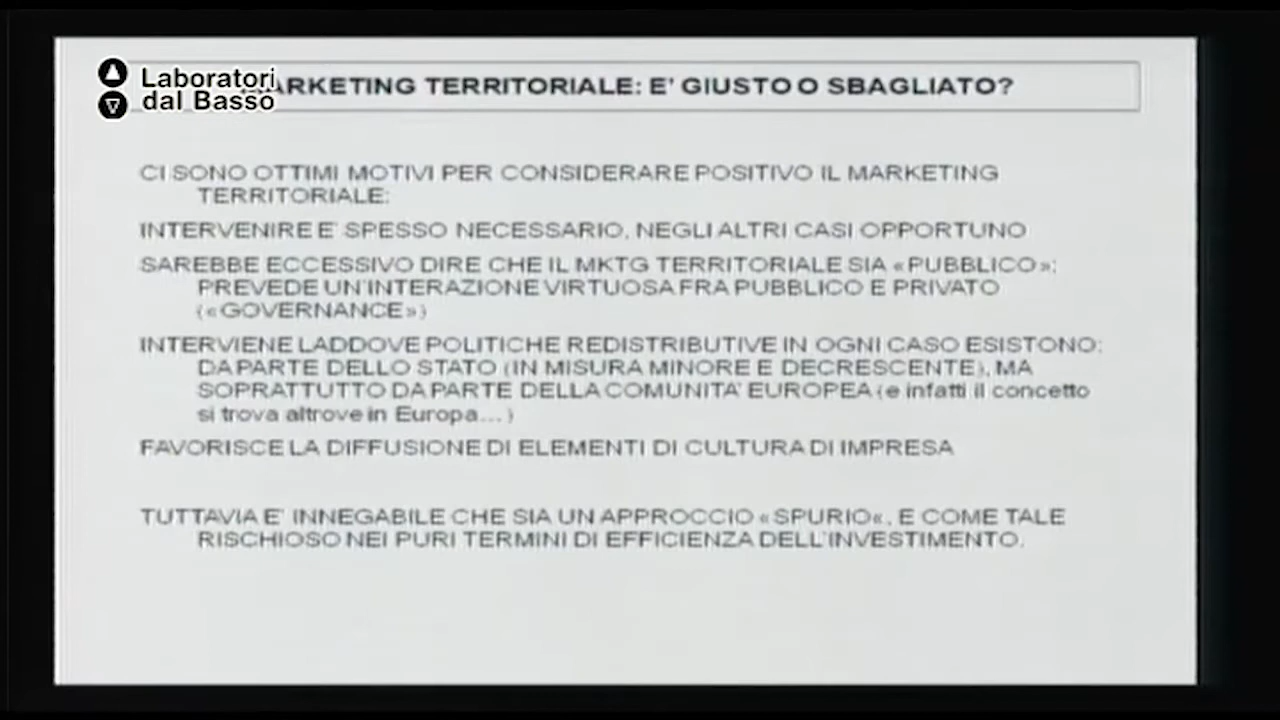 Laboratori
dal Basso
MARKETING TERRITORIALE: E' GIUSTO O SBAGLIATO?
CI SONO OTTIMI MOTIVI PER CONSIDERARE POSITIVO IL MARKETING
TERRITORIALE:
INTERVENIRE E' SPESSO NECESSARIO, NEGLI ALTRI CASI OPPORTUNO
SAREBBE ECCESSIVO DIRE CHE IL MKTG TERRITORIALE SIA «PUBBLICO»:
PREVEDE UN'INTERAZIONE VIRTUOSA FRA PUBBLICO E PRIVATO
(«GOVERNANCE»)
INTERVIENE LADDOVE POLITICHE REDISTRIBUTIVE IN OGNI CASO ESISTONO:
DA PARTE DELLO STATO (IN MISURA MINORE E DECRESCENTE), MA
SOPRATTUTTO DA PARTE DELLA COMUNITA' EUROPEA (e infatti il concetto
si trova altrove in Europa…)
FAVORISCE LA DIFFUSIONE DI ELEMENTI DI CULTURA DI IMPRESA
TUTTAVIA E' INNEGABILE CHE SIA UN APPROCCIO «SPURIO«, E COME TALE
RISCHIOSO NEI PURI TERMINI DI EFFICIENZA DELL'INVESTIMENTO.